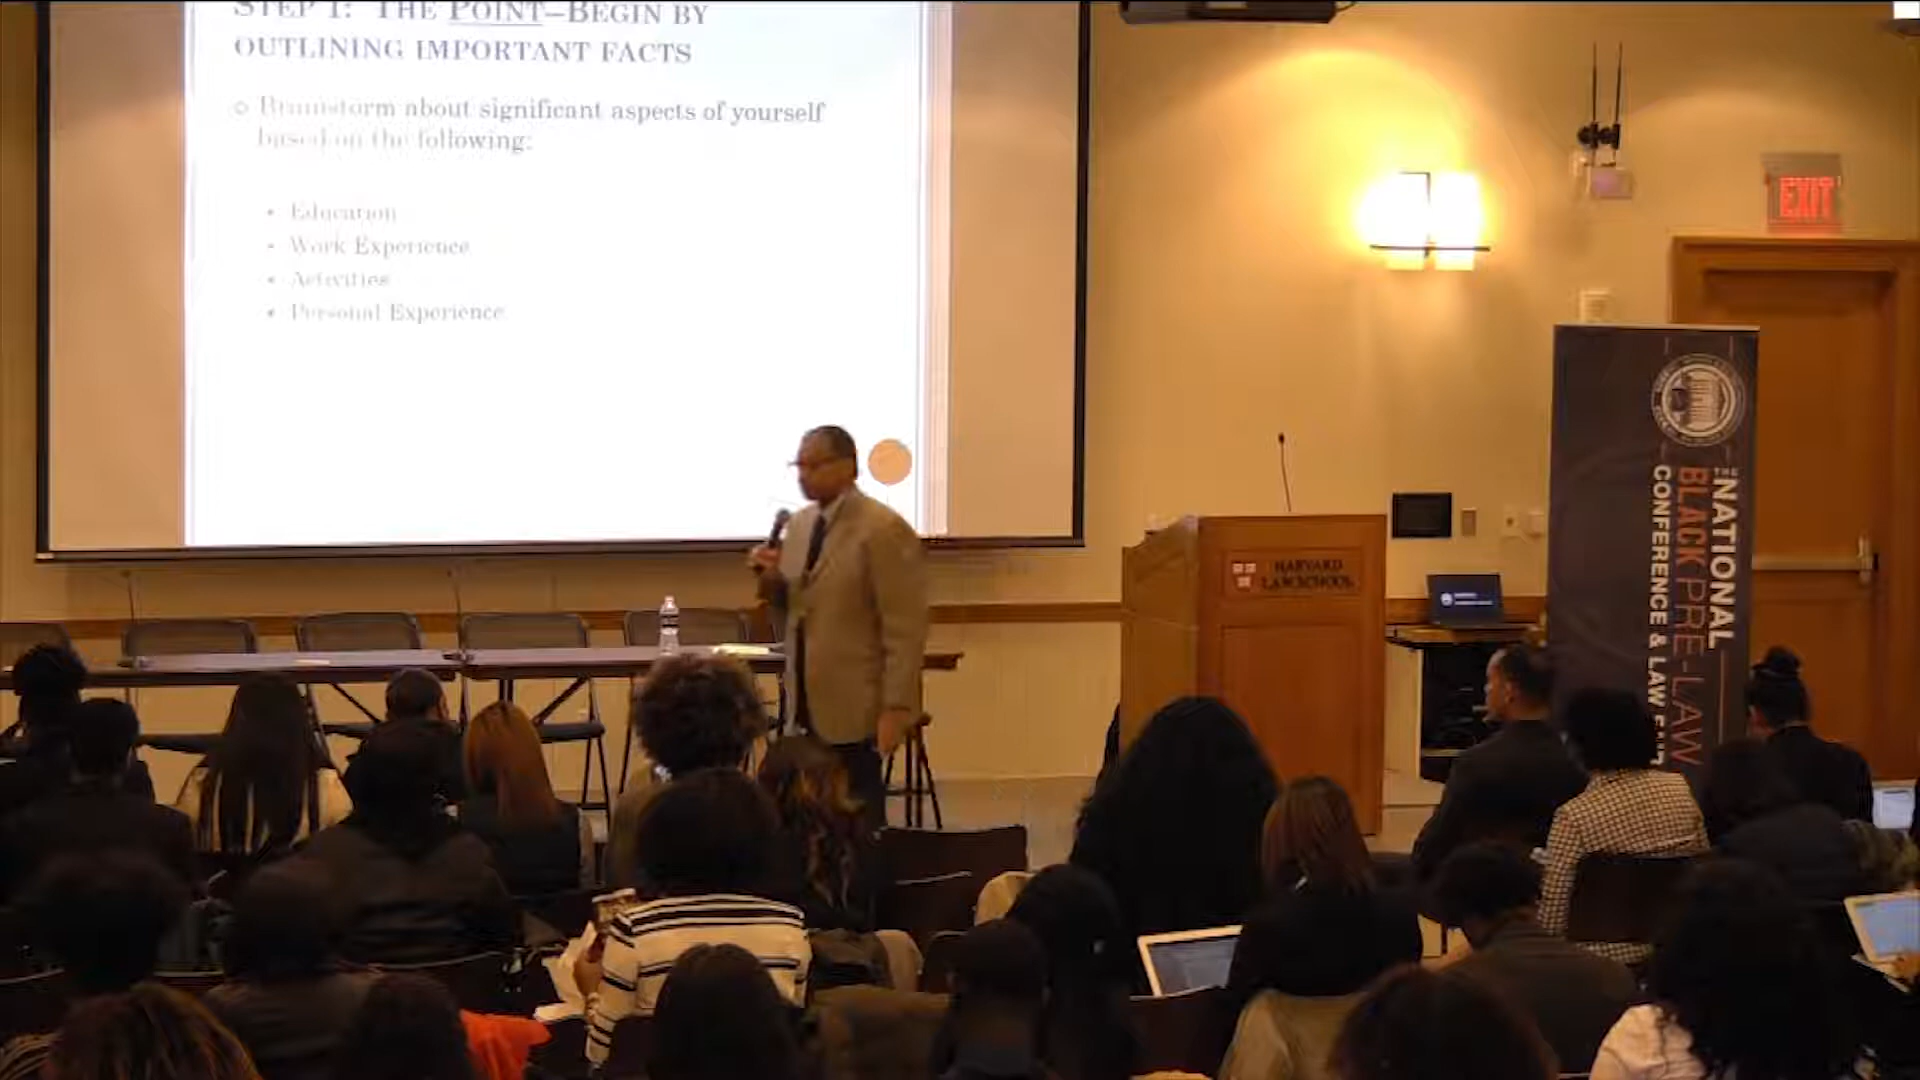 STEP 1: THE POINT–BEGIN BY
OUTLINING IMPORTANT FACTS
Brainstorm about significant aspects of yourself
based on the following:
• Education
• Work Experience
• Activities
• Personal Experience
EXIT
HARVARD
LAW SCHOOL
THE NATIONAL
BLACK PRE-LAW
CONFERENCE & LAW